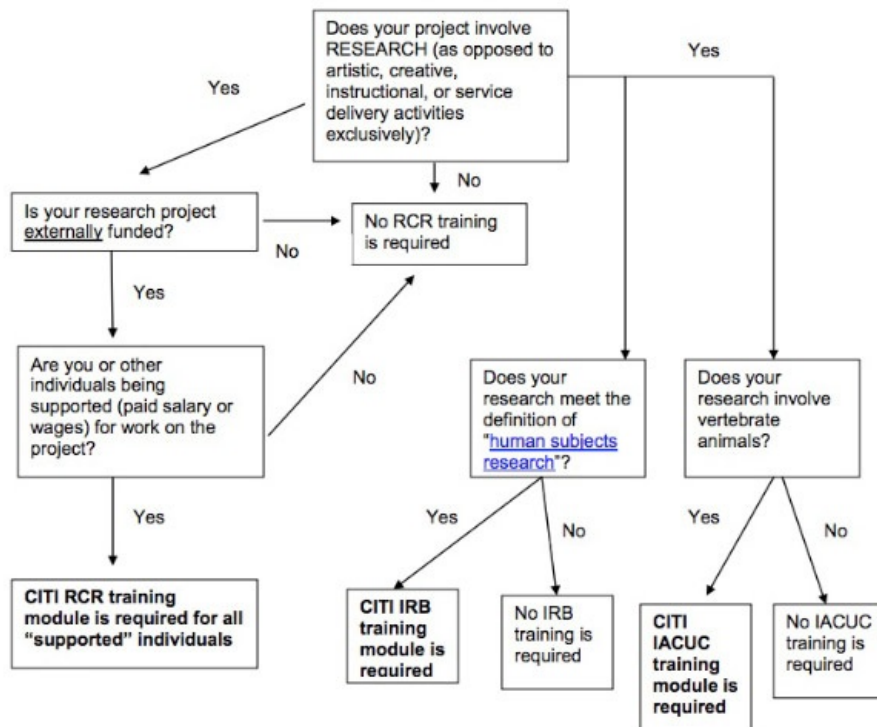 Does your project involve
RESEARCH (as opposed to
artistic, creative,
instructional, or service
delivery activities
exclusively)?
Yes
Yes
No
Is your research project
externally funded?
No
No RCR training
is required
Yes
Are you or other
individuals being
supported (paid salary or
wages) for work on the
project?
No
Does your
research meet the
definition of
"human subjects
research"?
Does your
research involve
vertebrate
animals?
Yes
Yes
No
Yes
No
CITI RCR training
module is required for all
“supported” individuals
CITI IRB
training
module is
required
No IRB
training is
required
CITI
IACUC
training
module is
required
No IACUC
training is
required